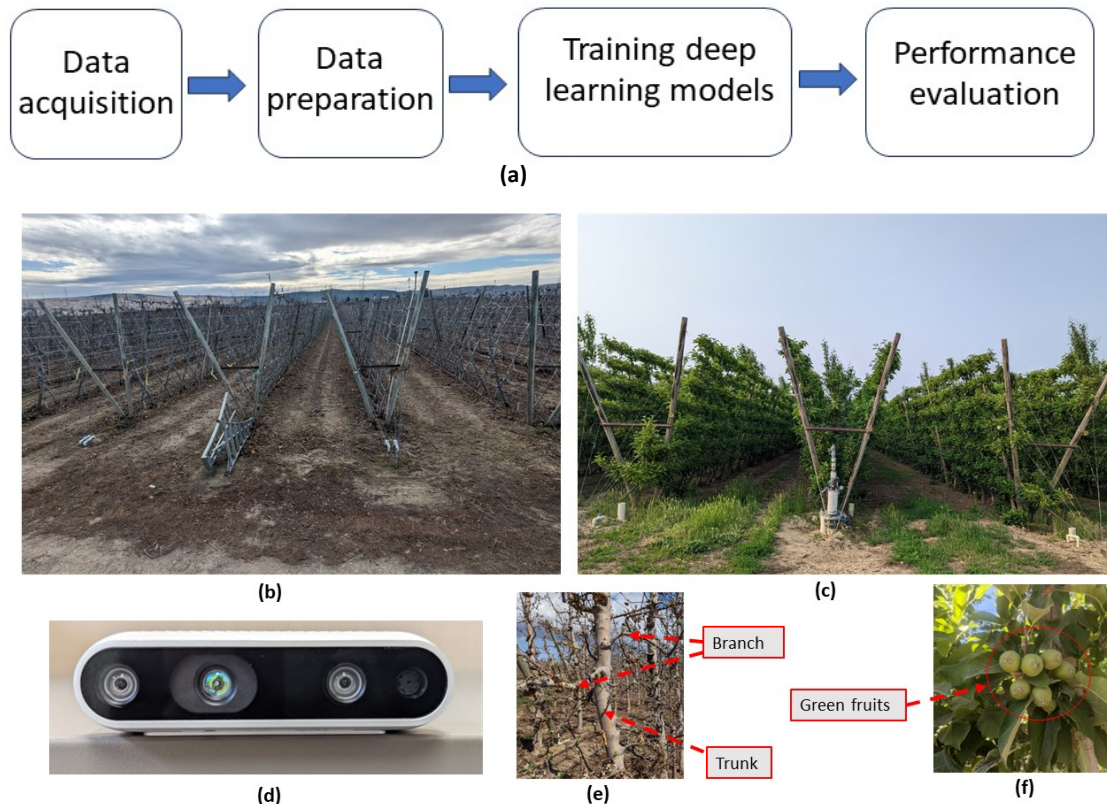 Data
acquisition
Data
preparation
Training deep
learning models
Performance
evaluation
(a)
(b)
(c)
Branch
Green fruits
Trunk
(d)
(e)
(f)